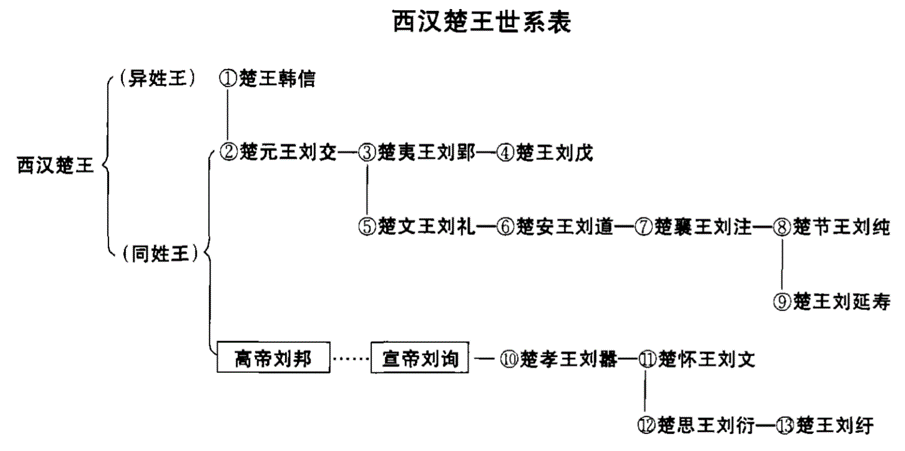 西汉楚王世系表
(异姓王) ①楚王韩信
②楚元王刘交 ③楚夷王刘郢 ④楚王刘戊
西汉楚王
⑤楚文王刘礼 ⑥楚安王刘道 ⑦楚襄王刘注 ⑧楚节王刘纯
(同姓王)
⑨楚王刘延寿
高帝刘邦 …… 宣帝刘询 ⑩楚孝王刘嚣 ⑪楚怀王刘文
⑫楚思王刘衍 ⑬楚王刘纡